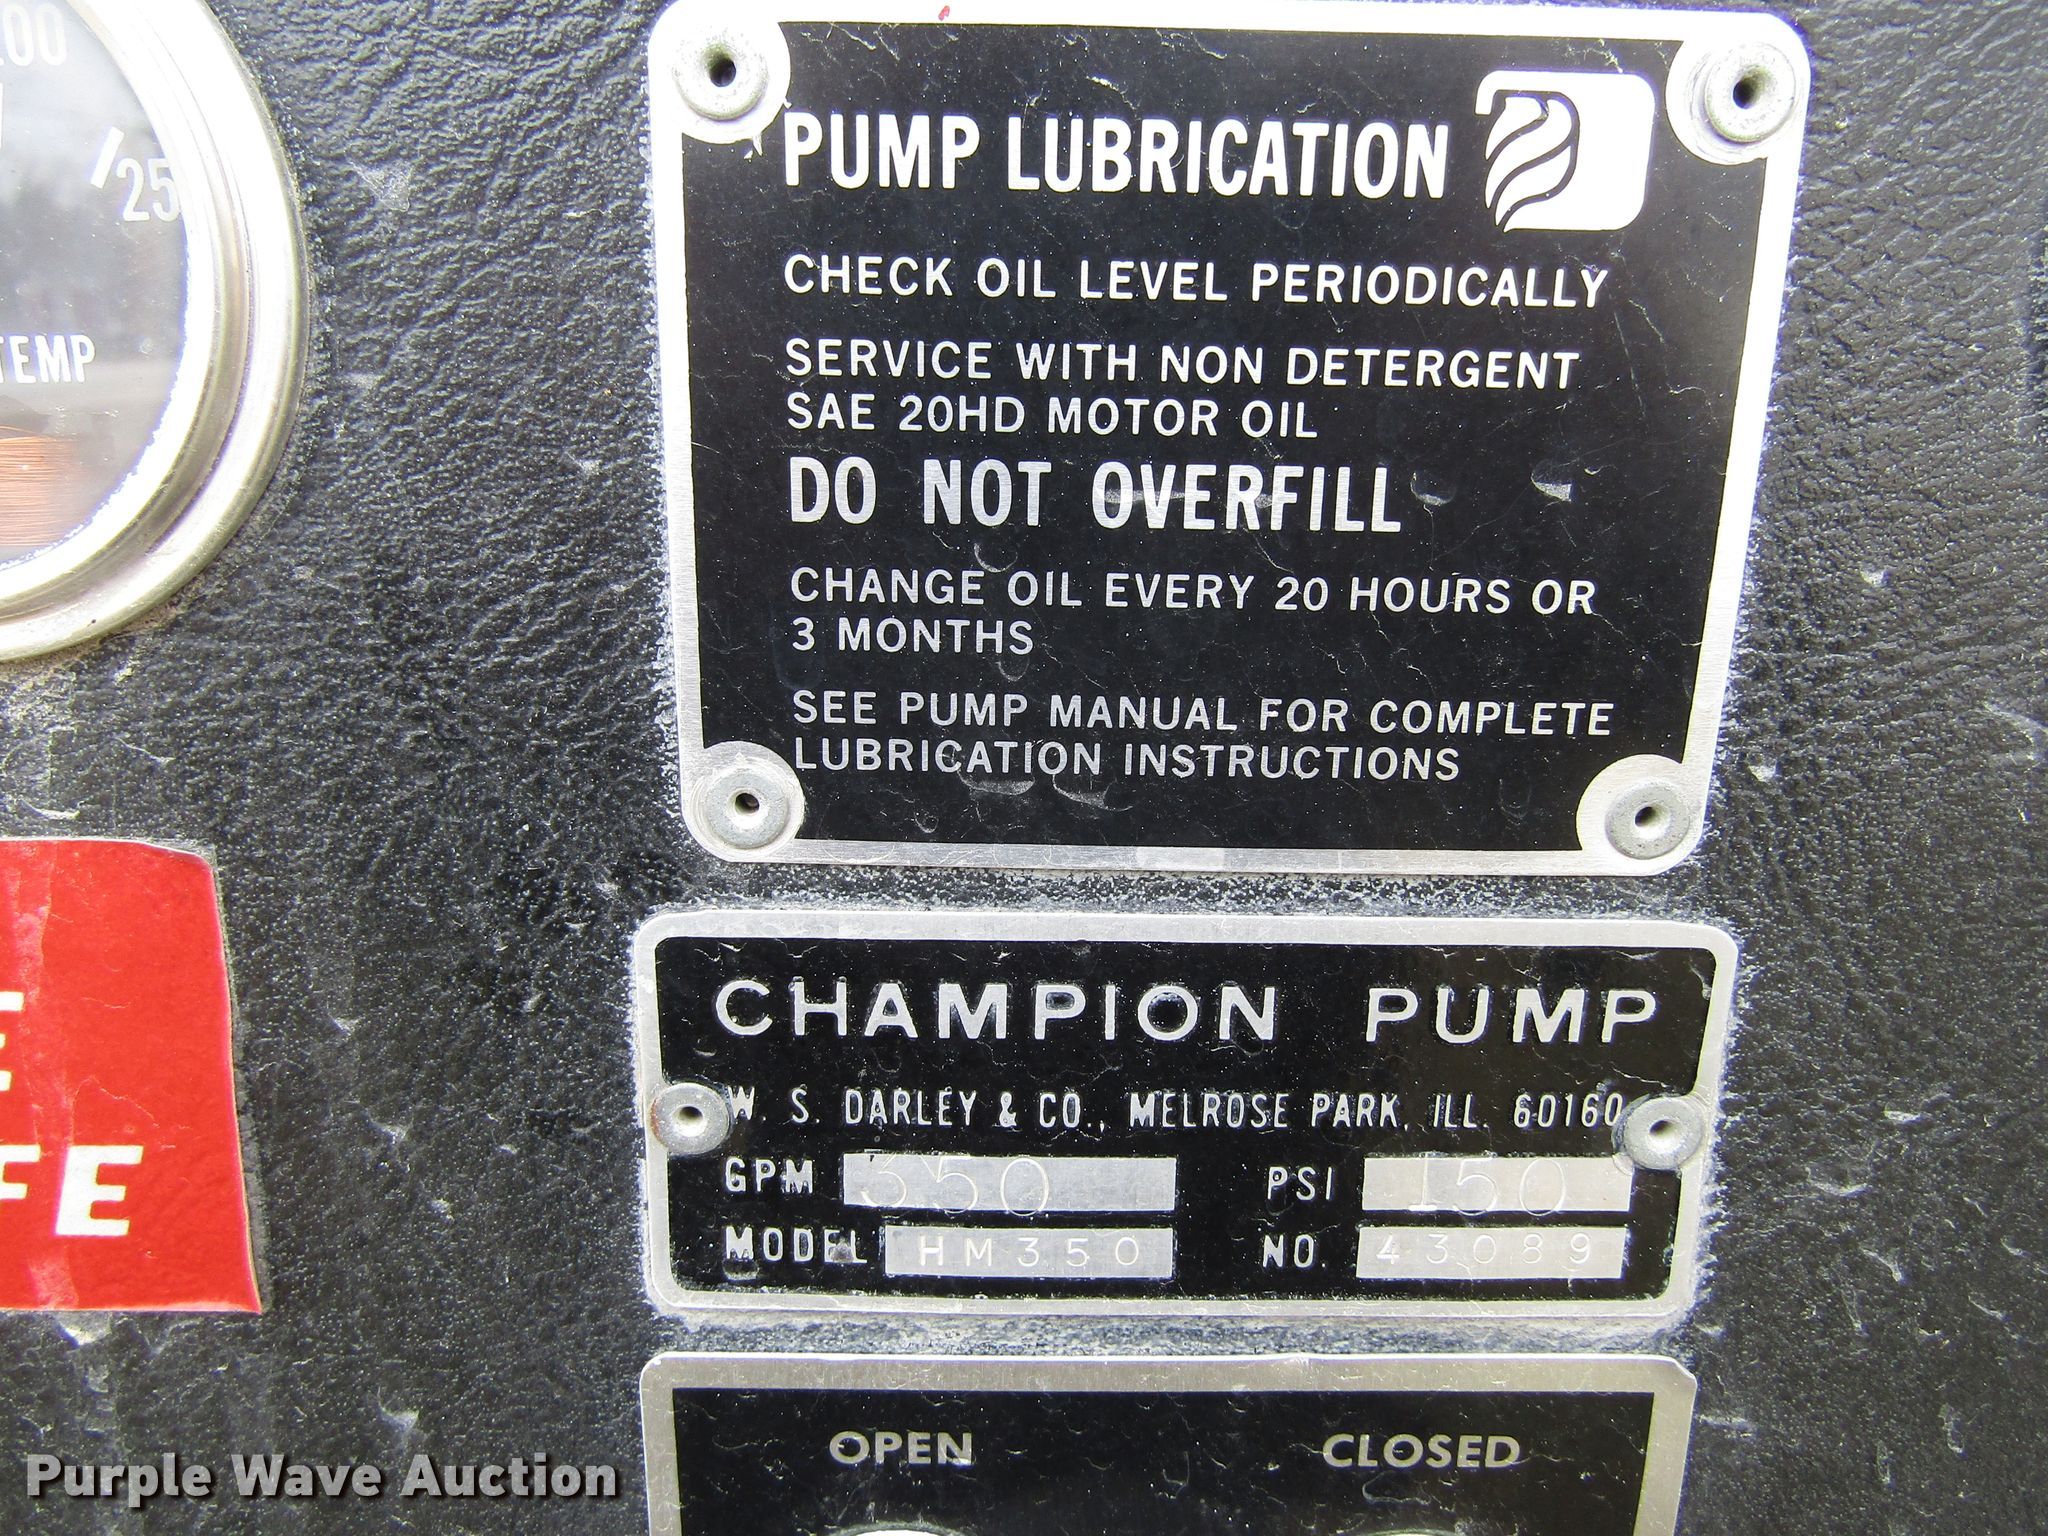 TEMP
PUMP LUBRICATION
CHECK OIL LEVEL PERIODICALLY
SERVICE WITH NON DETERGENT
SAE 20HD MOTOR OIL
DO NOT OVERFILL
CHANGE OIL EVERY 20 HOURS OR
3 MONTHS
SEE PUMP MANUAL FOR COMPLETE
LUBRICATION INSTRUCTIONS
CHAMPION PUMP
W. S. DARLEY & CO., MELROSE PARK, ILL. 60160
GPM 350 PSI 150
MODEL HM350 NO. 43089
OPEN CLOSED
Purple Wave Auction